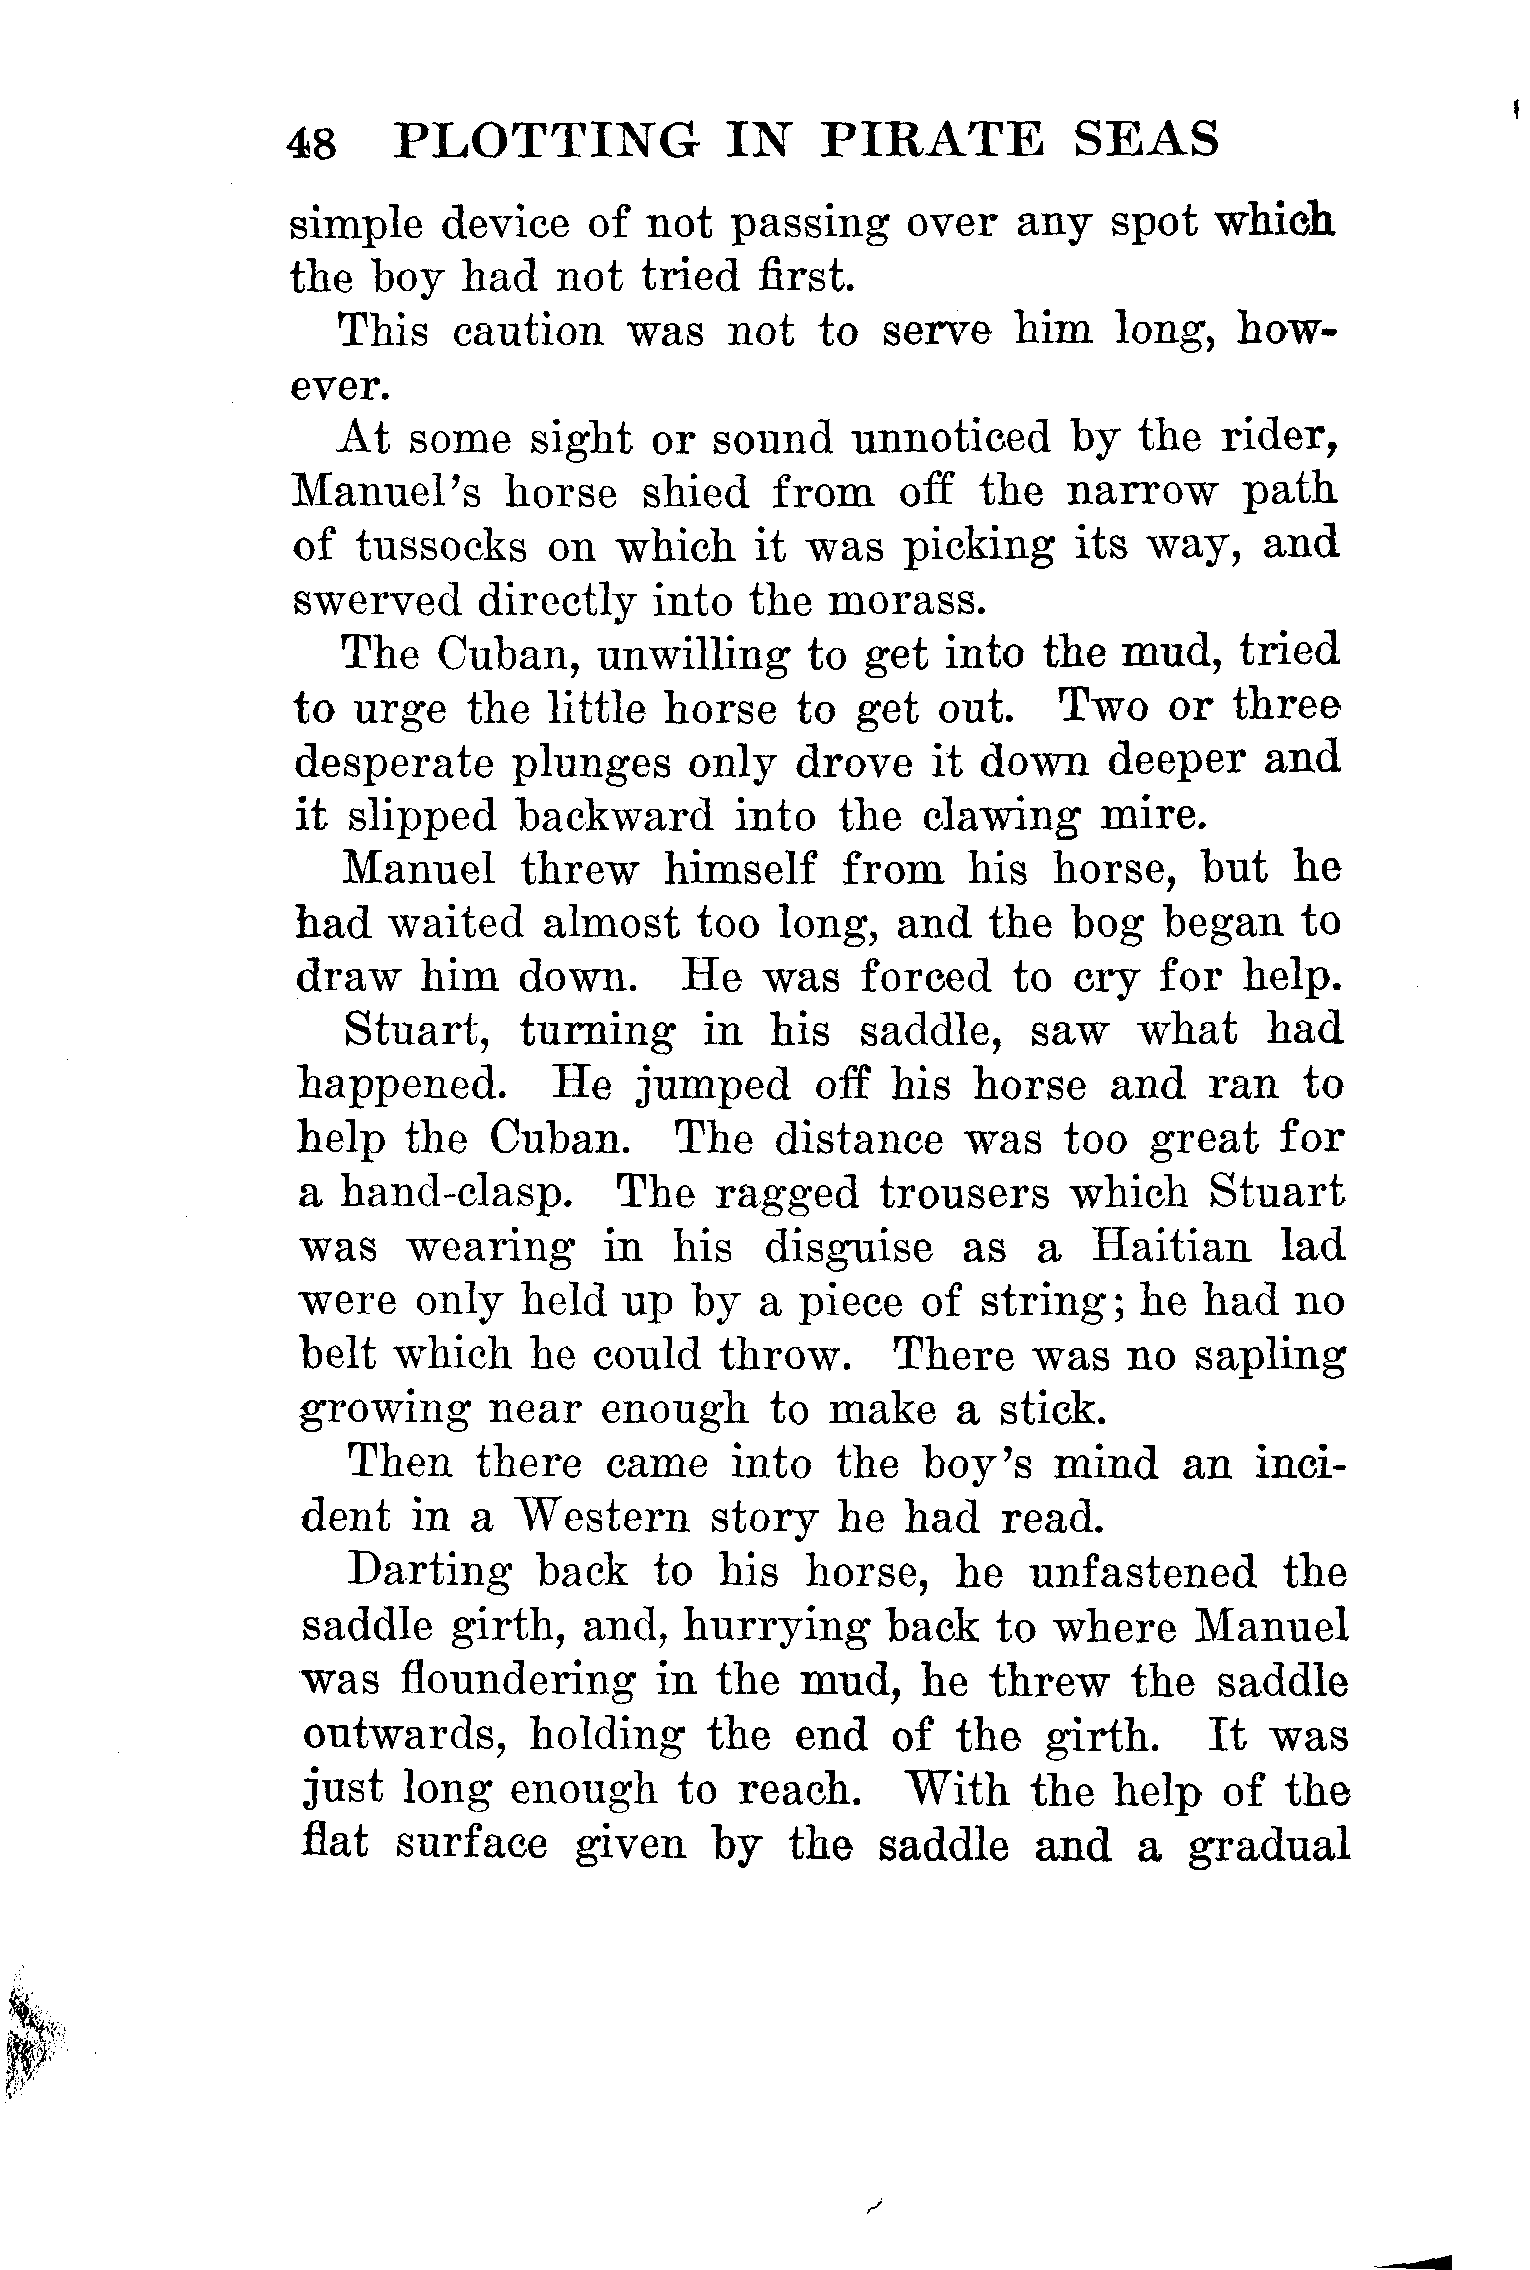 48 PLOTTING IN PIRATE SEAS
simple device of not passing over any spot which
the boy had not tried first.
This caution was not to serve him long, how-
ever.
At some sight or sound unnoticed by the rider,
Manuel's horse shied from off the narrow path
of tussocks on which it was picking its way, and
swerved directly into the morass.
The Cuban, unwilling to get into the mud, tried
to urge the little horse to get out. Two or three
desperate plunges only drove it down deeper and
it slipped backward into the clawing mire.
Manuel threw himself from his horse, but he
had waited almost too long, and the bog began to
draw him down. He was forced to cry for help.
Stuart, turning in his saddle, saw what had
happened. He jumped off his horse and ran to
help the Cuban. The distance was too great for
a hand-clasp. The ragged trousers which Stuart
was wearing in his disguise as a Haitian lad
were only held up by a piece of string; he had no
belt which he could throw. There was no sapling
growing near enough to make a stick.
Then there came into the boy's mind an inci-
dent in a Western story he had read.
Darting back to his horse, he unfastened the
saddle girth, and, hurrying back to where Manuel
was floundering in the mud, he threw the saddle
outwards, holding the end of the girth. It was
just long enough to reach. With the help of the
flat surface given by the saddle and a gradual